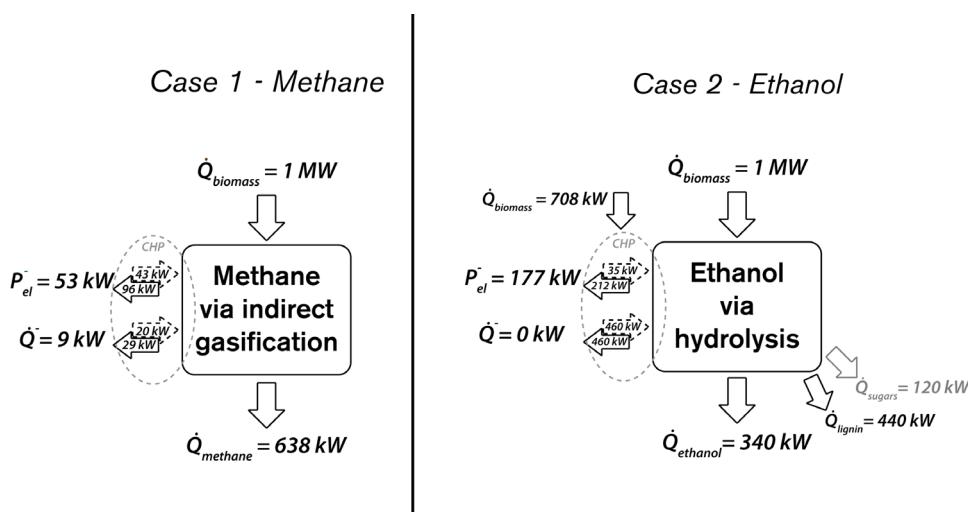 Case 1 - Methane
Q̇biomass = 1 MW
CHP
P⁻el = 53 kW
43 kW
96 kW
Q̇⁻ = 9 kW
20 kW
29 kW
Methane
via indirect
gasification
Q̇methane = 638 kW
Case 2 - Ethanol
Q̇biomass = 1 MW
Q̇biomass = 708 kW
CHP
P⁻el = 177 kW
35 kW
212 kW
Q̇⁻ = 0 kW
460 kW
460 kW
Ethanol
via
hydrolysis
Q̇sugars = 120 kW
Q̇lignin = 440 kW
Q̇ethanol = 340 kW